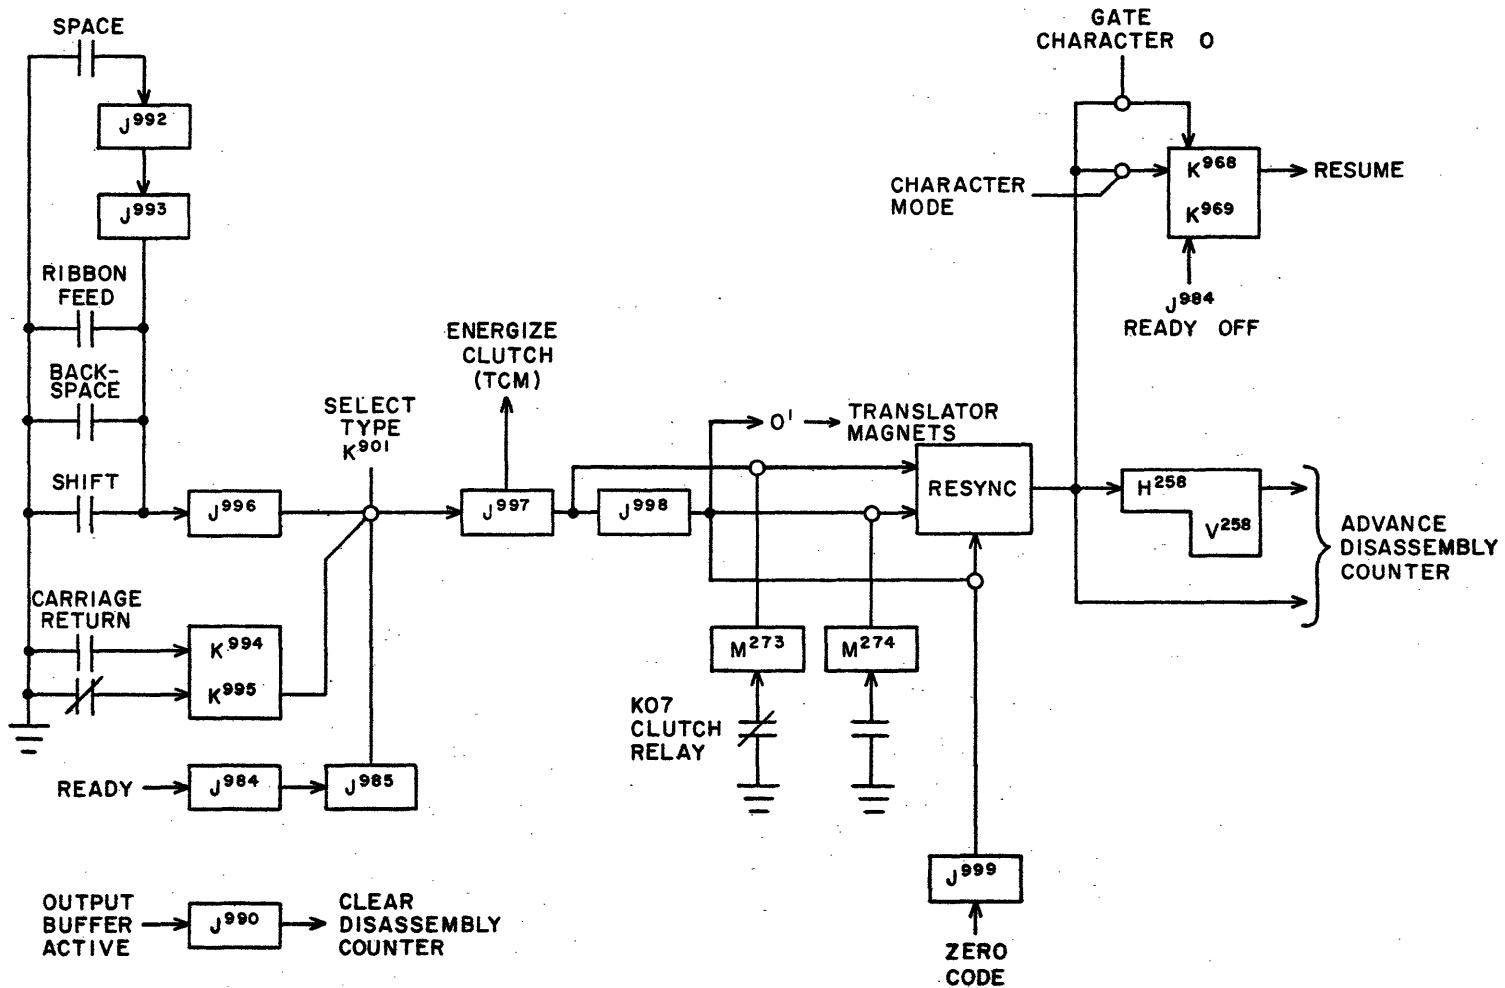 SPACE
J992
J993
RIBBON
FEED
BACK-
SPACE
SHIFT
J996
CARRIAGE
RETURN
K994
K995
READY
J984
J985
OUTPUT
BUFFER
ACTIVE
J990
CLEAR
DISASSEMBLY
COUNTER
SELECT
TYPE
K901
ENERGIZE
CLUTCH
(TCM)
J997
J998
O'
TRANSLATOR
MAGNETS
RESYNC
M273
M274
K07
CLUTCH
RELAY
J999
ZERO
CODE
GATE
CHARACTER O
CHARACTER
MODE
K968
K969
RESUME
J984
READY OFF
H258
V258
ADVANCE
DISASSEMBLY
COUNTER